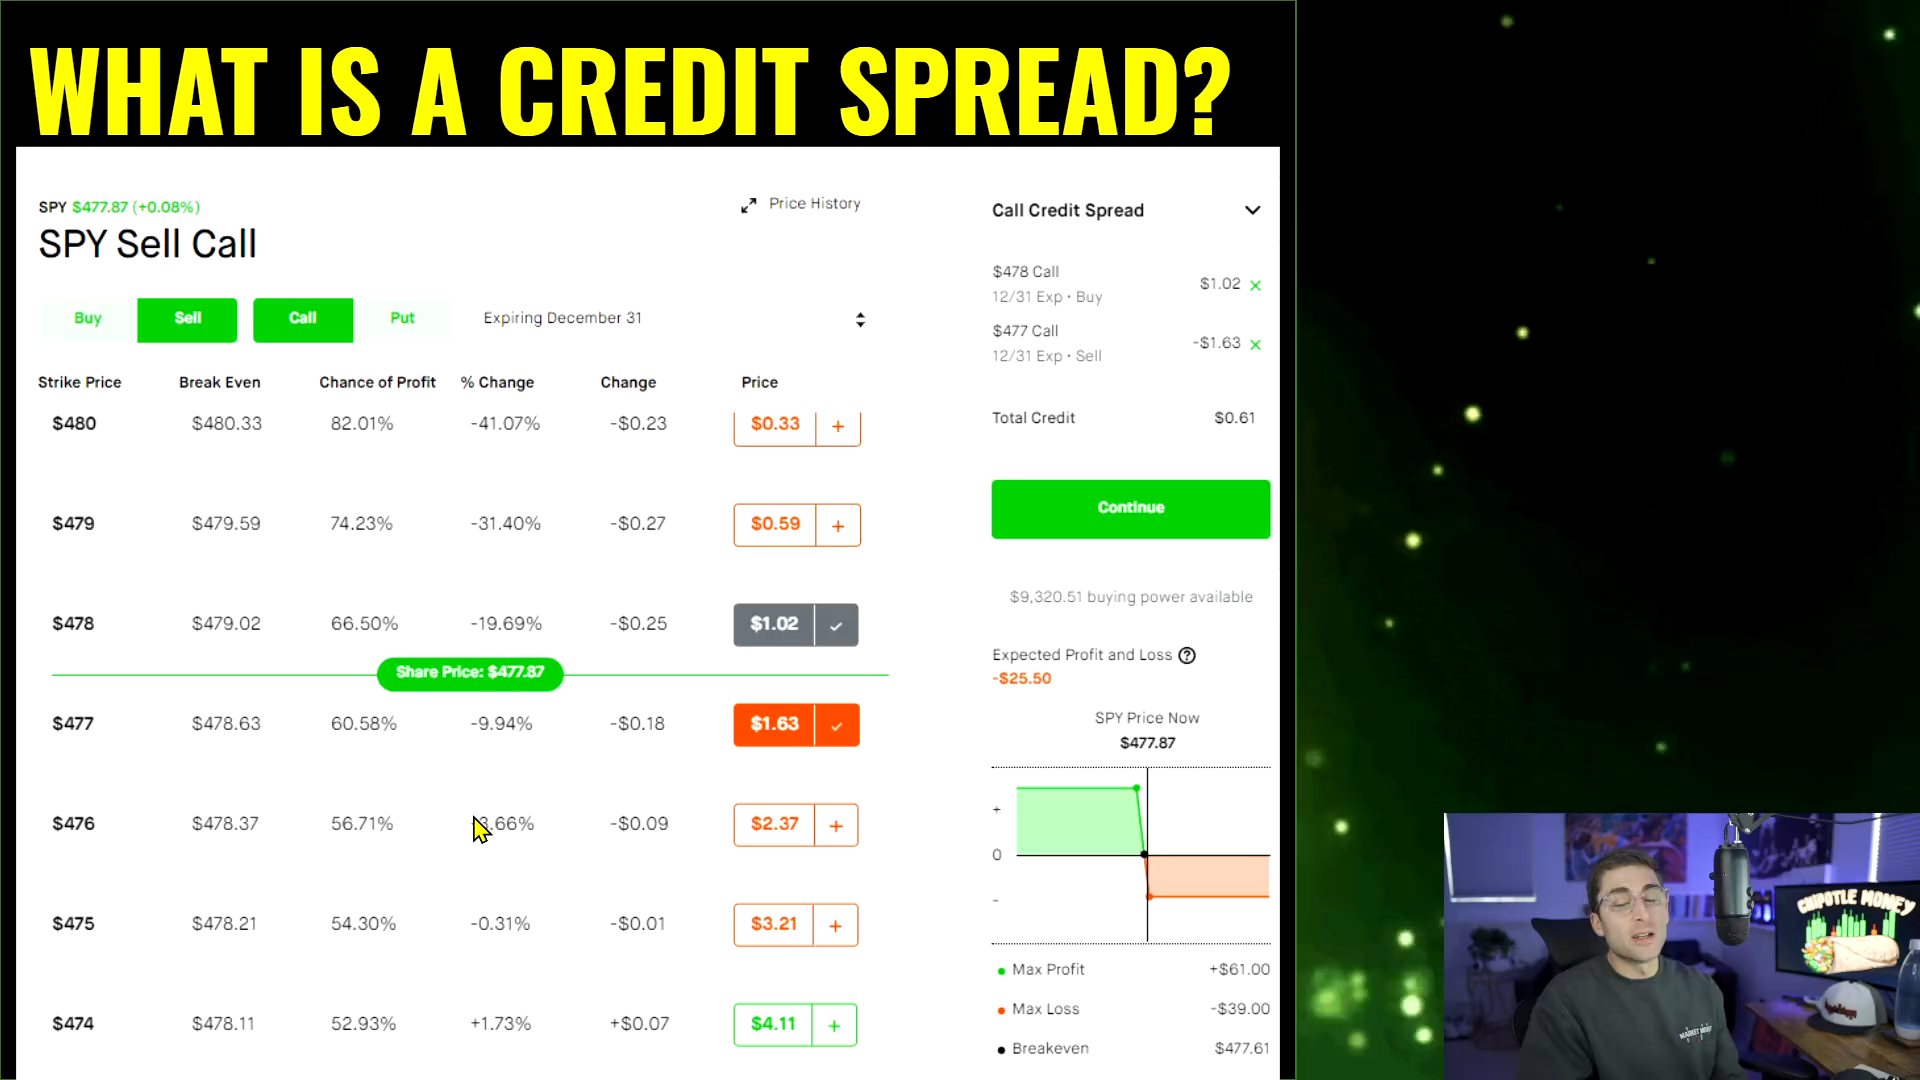 WHAT IS A CREDIT SPREAD?
SPY $477.87 (+0.08%)
SPY Sell Call
Price History
Buy Sell Call Put Expiring December 31
Strike Price Break Even Chance of Profit % Change Change Price
$480 $480.33 82.01% -41.07% -$0.23 $0.33 +
$479 $479.59 74.23% -31.40% -$0.27 $0.59 +
$478 $479.02 66.50% -19.69% -$0.25 $1.02
Share Price: $477.87
$477 $478.63 60.58% -9.94% -$0.18 $1.63
$476 $478.37 56.71% .66% -$0.09 $2.37 +
$475 $478.21 54.30% -0.31% -$0.01 $3.21 +
$474 $478.11 52.93% +1.73% +$0.07 $4.11 +
Call Credit Spread
$478 Call
12/31 Exp • Buy
$1.02 ×
$477 Call
12/31 Exp • Sell
-$1.63 ×
Total Credit $0.61
Continue
$9,320.51 buying power available
Expected Profit and Loss ?
-$25.50
SPY Price Now
$477.87
+
0
-
Max Profit +$61.00
Max Loss -$39.00
Breakeven $477.61
CHIPOTLE MONEY